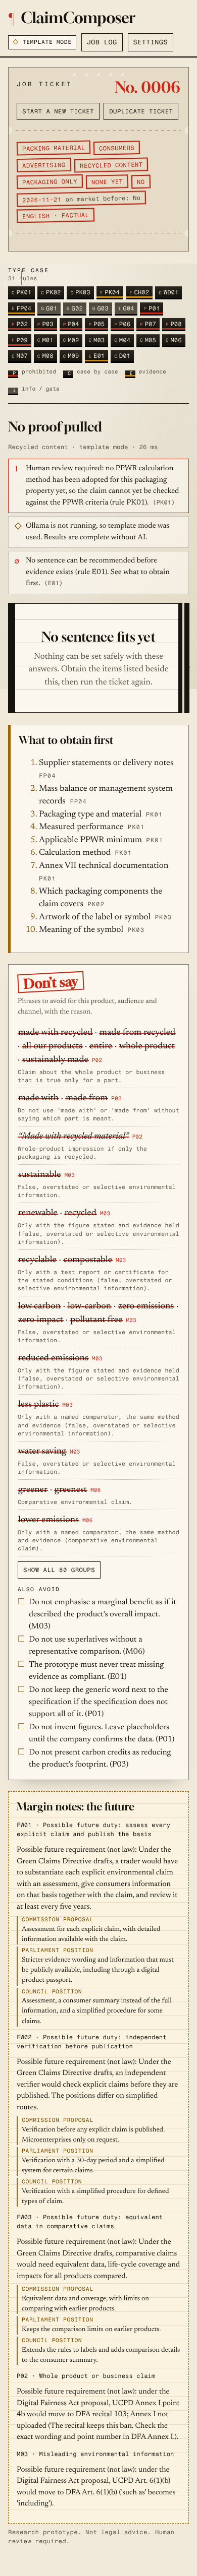 ¶ ClaimComposer
◇ TEMPLATE MODE
JOB LOG
SETTINGS
JOB TICKET
No. 0006
START A NEW TICKET
DUPLICATE TICKET
PACKING MATERIAL
CONSUMERS
ADVERTISING
RECYCLED CONTENT
PACKAGING ONLY
NONE YET
NO
2026-11-21 on market before: No
ENGLISH · FACTUAL
TYPE CASE
31 rules
C PK01
C PK02
C PK03
PK04
CH02
WD01
FP04
G01
G02
G03
G04
P01
P02
P03
P04
P05
P06
P07
P08
P09
M01
M02
M03
M04
M05
M06
M07
M08
M09
E01
D01
prohibited
case by case
evidence
info / gate
No proof pulled
Recycled content · template mode · 26 ms
! Human review required: no PPWR calculation
method has been adopted for this packaging
property yet, so the claim cannot yet be checked
against the PPWR criteria (rule PK01). (PK01)
◇ Ollama is not running, so template mode was
used. Results are complete without AI.
∅ No sentence can be recommended before
evidence exists (rule E01). See what to obtain
first. (E01)
No sentence fits yet
Nothing can be set safely with these
answers. Obtain the items listed beside
this, then run the ticket again.
What to obtain first
1. Supplier statements or delivery notes
FP04
2. Mass balance or management system
records FP04
3. Packaging type and material PK01
4. Measured performance PK01
5. Applicable PPWR minimum PK01
6. Calculation method PK01
7. Annex VII technical documentation
PK01
8. Which packaging components the
claim covers PK02
9. Artwork of the label or symbol PK03
10. Meaning of the symbol PK03
Don't say
Phrases to avoid for this product, audience and
channel, with the reason.
made with recycled · made from recycled
· all our products · entire · whole product
· sustainably made P02
Claim about the whole product or business
that is true only for a part.
made with · made from P02
Do not use 'made with' or 'made from' without
saying which part is meant.
"Made with recycled material" P02
Whole-product impression if only the
packaging is recycled.
sustainable M03
False, overstated or selective environmental
information.
renewable · recycled M03
Only with the figure stated and evidence held
(false, overstated or selective environmental
information).
recyclable · compostable M03
Only with a test report or certificate for
the stated conditions (false, overstated or
selective environmental information).
low carbon · low-carbon · zero emissions ·
zero impact · pollutant free M03
False, overstated or selective environmental
information.
reduced emissions M03
Only with the figure stated and evidence held
(false, overstated or selective environmental
information).
less plastic M03
Only with a named comparator, the same method
and evidence (false, overstated or selective
environmental information).
water saving M03
False, overstated or selective environmental
information.
greener · greenest M06
Comparative environmental claim.
lower emissions M06
Only with a named comparator, the same method
and evidence (comparative environmental
claim).
SHOW ALL 80 GROUPS
ALSO AVOID
Do not emphasise a marginal benefit as if it
described the product's overall impact.
(M03)
Do not use superlatives without a
representative comparison. (M06)
The prototype must never treat missing
evidence as compliant. (E01)
Do not keep the generic word next to the
specification if the specification does not
support all of it. (P01)
Do not invent figures. Leave placeholders
until the company confirms the data. (P01)
Do not present carbon credits as reducing
the product's footprint. (P03)
Margin notes: the future
FW01 · Possible future duty: assess every
explicit claim and publish the basis
Possible future requirement (not law): Under the
Green Claims Directive drafts, a trader would have
to substantiate each explicit environmental claim
with an assessment, give consumers information
on that basis together with the claim, and review it
at least every five years.
COMMISSION PROPOSAL
Assessment for each explicit claim, with detailed
information available with the claim.
PARLIAMENT POSITION
Stricter evidence wording and information that must
be publicly available, including through a digital
product passport.
COUNCIL POSITION
Assessment, a consumer summary instead of the full
information, and a simplified procedure for some
claims.
FW02 · Possible future duty: independent
verification before publication
Possible future requirement (not law): Under the
Green Claims Directive drafts, an independent
verifier would check explicit claims before they are
published. The positions differ on simplified
routes.
COMMISSION PROPOSAL
Verification before any explicit claim is published.
Microenterprises only on request.
PARLIAMENT POSITION
Verification with a 30-day period and a simplified
system for certain claims.
COUNCIL POSITION
Verification with a simplified procedure for defined
types of claim.
FW03 · Possible future duty: equivalent
data in comparative claims
Possible future requirement (not law): Under the
Green Claims Directive drafts, comparative claims
would need equivalent data, life-cycle coverage and
impacts for all products compared.
COMMISSION PROPOSAL
Equivalent data and coverage, with limits on
comparing with earlier products.
PARLIAMENT POSITION
Keeps the comparison limits on earlier products.
COUNCIL POSITION
Extends the rules to labels and adds comparison details
to the consumer summary.
P02 · Whole product or business claim
Possible future requirement (not law): under the
Digital Fairness Act proposal, UCPD Annex I point
4b would move to DFA recital 103; Annex I not
uploaded (The recital keeps this ban. Check the
exact wording and point number in DFA Annex I.).
M03 · Misleading environmental information
Possible future requirement (not law): under the
Digital Fairness Act proposal, UCPD Art. 6(1)(b)
would move to DFA Art. 6(1)(b) ('such as' becomes
'including').
Research prototype. Not legal advice. Human
review required.